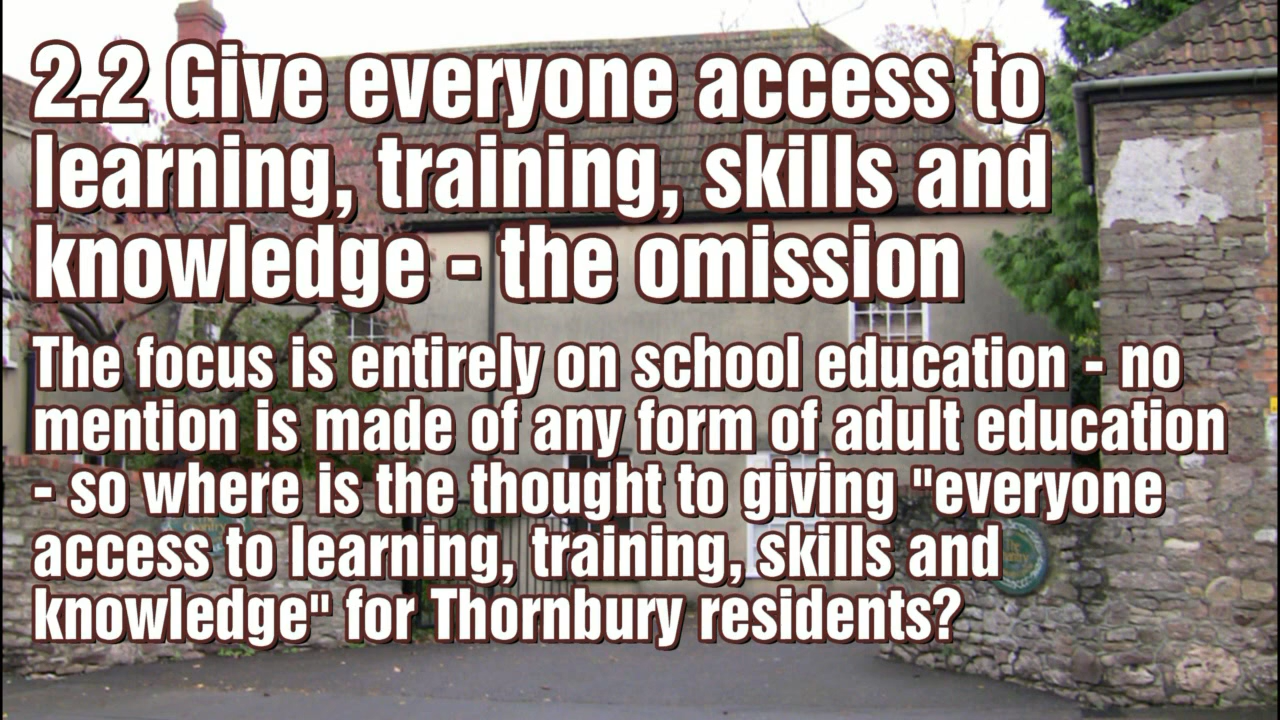 2.2 Give everyone access to
learning, training, skills and
knowledge - the omission
The focus is entirely on school education - no
mention is made of any form of adult education
- so where is the thought to giving "everyone
access to learning, training, skills and
knowledge" for Thornbury residents?